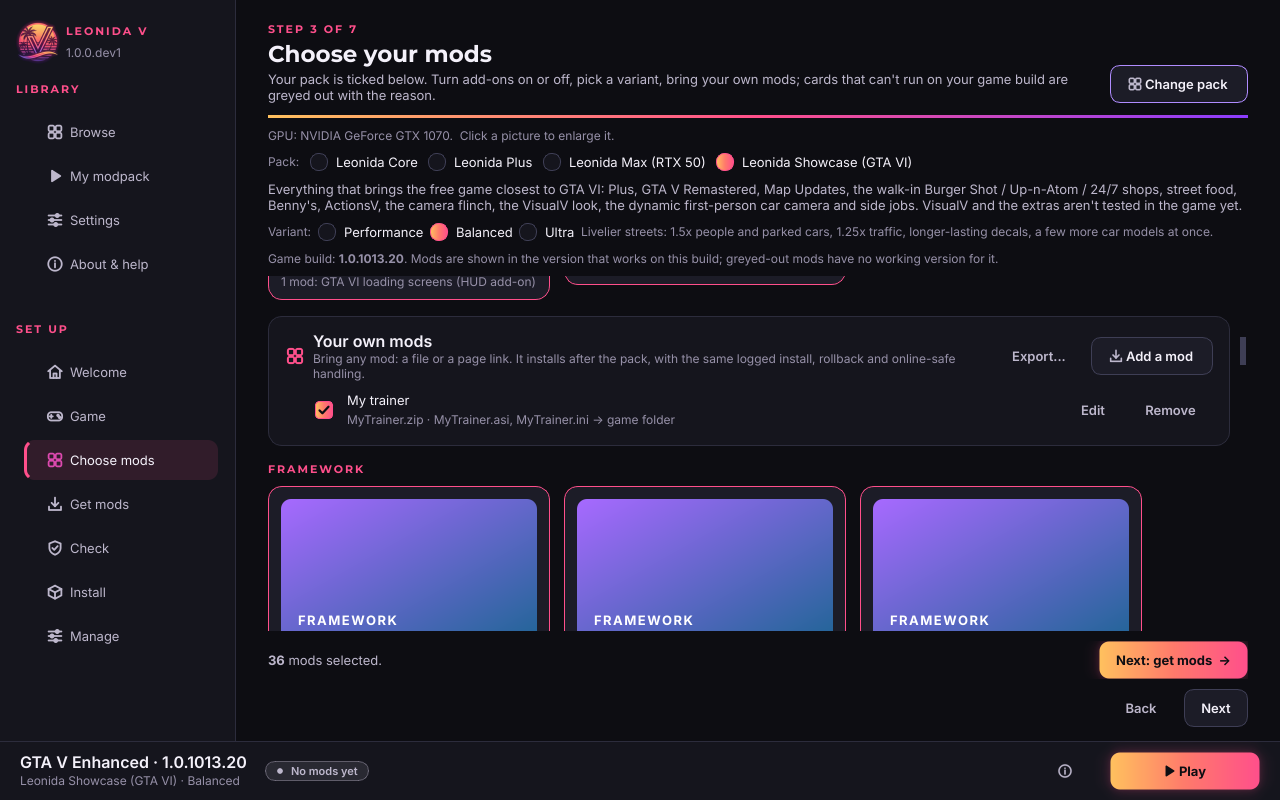 LEONIDA V
1.0.0.dev1
LIBRARY
Browse
My modpack
Settings
About & help
SET UP
Welcome
Game
Choose mods
Get mods
Check
Install
Manage
STEP 3 OF 7
Choose your mods
Your pack is ticked below. Turn add-ons on or off, pick a variant, bring your own mods; cards that can't run on your game build are
greyed out with the reason.
Change pack
GPU: NVIDIA GeForce GTX 1070. Click a picture to enlarge it.
Pack: Leonida Core Leonida Plus Leonida Max (RTX 50) Leonida Showcase (GTA VI)
Everything that brings the free game closest to GTA VI: Plus, GTA V Remastered, Map Updates, the walk-in Burger Shot / Up-n-Atom / 24/7 shops, street food,
Benny's, ActionsV, the camera flinch, the VisualV look, the dynamic first-person car camera and side jobs. VisualV and the extras aren't tested in the game yet.
Variant: Performance Balanced Ultra Livelier streets: 1.5x people and parked cars, 1.25x traffic, longer-lasting decals, a few more car models at once.
Game build: 1.0.1013.20. Mods are shown in the version that works on this build; greyed-out mods have no working version for it.
1 mod: GTA VI loading screens (HUD add-on)
Your own mods
Bring any mod: a file or a page link. It installs after the pack, with the same logged install, rollback and online-safe
handling.
Export...
Add a mod
My trainer
MyTrainer.zip · MyTrainer.asi, MyTrainer.ini → game folder
Edit
Remove
FRAMEWORK
FRAMEWORK
FRAMEWORK
FRAMEWORK
36 mods selected.
Next: get mods →
Back
Next
GTA V Enhanced · 1.0.1013.20
Leonida Showcase (GTA VI) · Balanced
No mods yet
Play